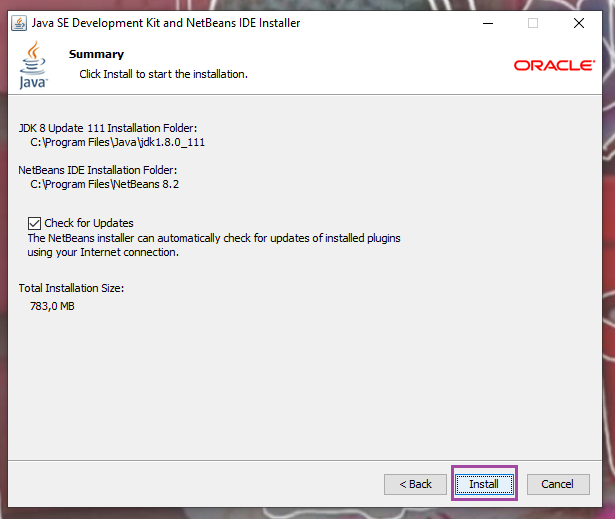 Java SE Development Kit and NetBeans IDE Installer
Summary
Click Install to start the installation.
Java
ORACLE
JDK 8 Update 111 Installation Folder:
C:\Program Files\Java\jdk1.8.0_111
NetBeans IDE Installation Folder:
C:\Program Files\NetBeans 8.2
Check for Updates
The NetBeans installer can automatically check for updates of installed plugins
using your Internet connection.
Total Installation Size:
783,0 MB
< Back
Install
Cancel